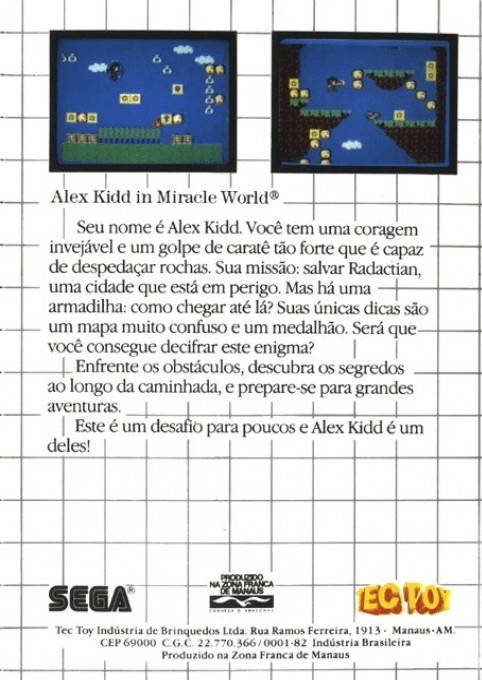 Alex Kidd in Miracle World®
Seu nome é Alex Kidd. Você tem uma coragem
invejável e um golpe de caratê tão forte que é capaz
de despedaçar rochas. Sua missão: salvar Radactian,
uma cidade que está em perigo. Mas há uma
armadilha: como chegar até lá? Suas únicas dicas são
um mapa muito confuso e um medalhão. Será que
você consegue decifrar este enigma?
Enfrente os obstáculos, descubra os segredos
ao longo da caminhada, e prepare-se para grandes
aventuras.
Este é um desafio para poucos e Alex Kidd é um
deles!
SEGA®
PRODUZIDO
NA ZONA FRANCA
DE MANAUS
CONHEÇA O AMAZONAS
TEC TOY
Tec Toy Indústria de Brinquedos Ltda. Rua Ramos Ferreira, 1913 - Manaus-AM.
CEP 69000 C.G.C. 22.770.366/0001-82 Indústria Brasileira
Produzido na Zona Franca de Manaus